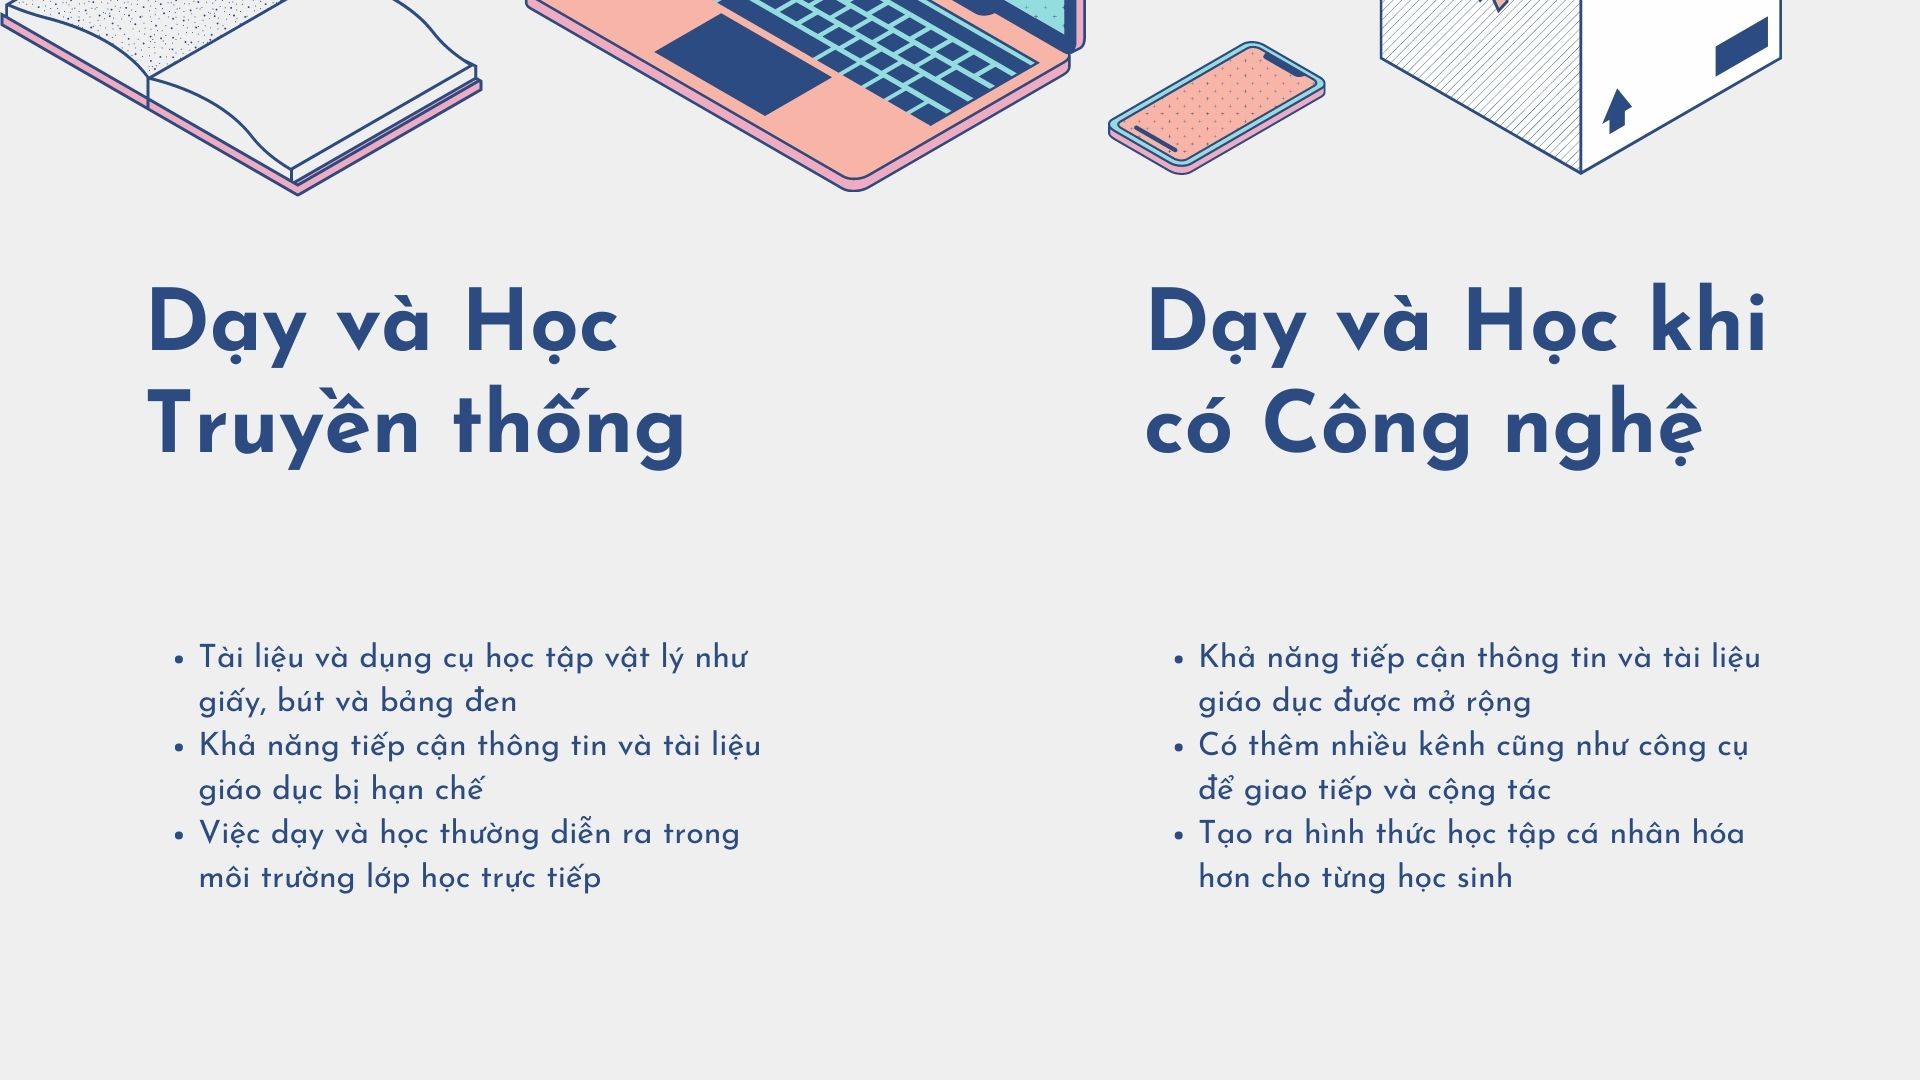 Dạy và Học
Truyền thống
Tài liệu và dụng cụ học tập vật lý như
giấy, bút và bảng đen
Khả năng tiếp cận thông tin và tài liệu
giáo dục bị hạn chế
Việc dạy và học thường diễn ra trong
môi trường lớp học trực tiếp
Dạy và Học khi
có Công nghệ
Khả năng tiếp cận thông tin và tài liệu
giáo dục được mở rộng
Có thêm nhiều kênh cũng như công cụ
để giao tiếp và cộng tác
Tạo ra hình thức học tập cá nhân hóa
hơn cho từng học sinh